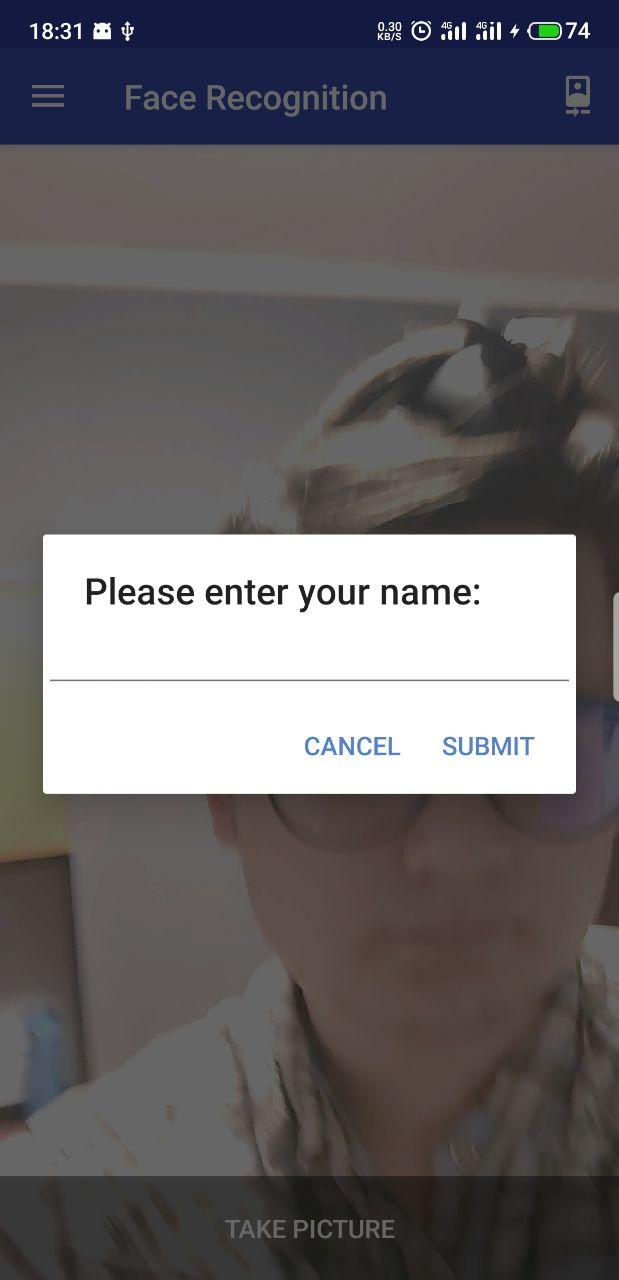 18:31 0.30 KB/S 4G 4G 74
Face Recognition
Please enter your name:
CANCEL SUBMIT
TAKE PICTURE